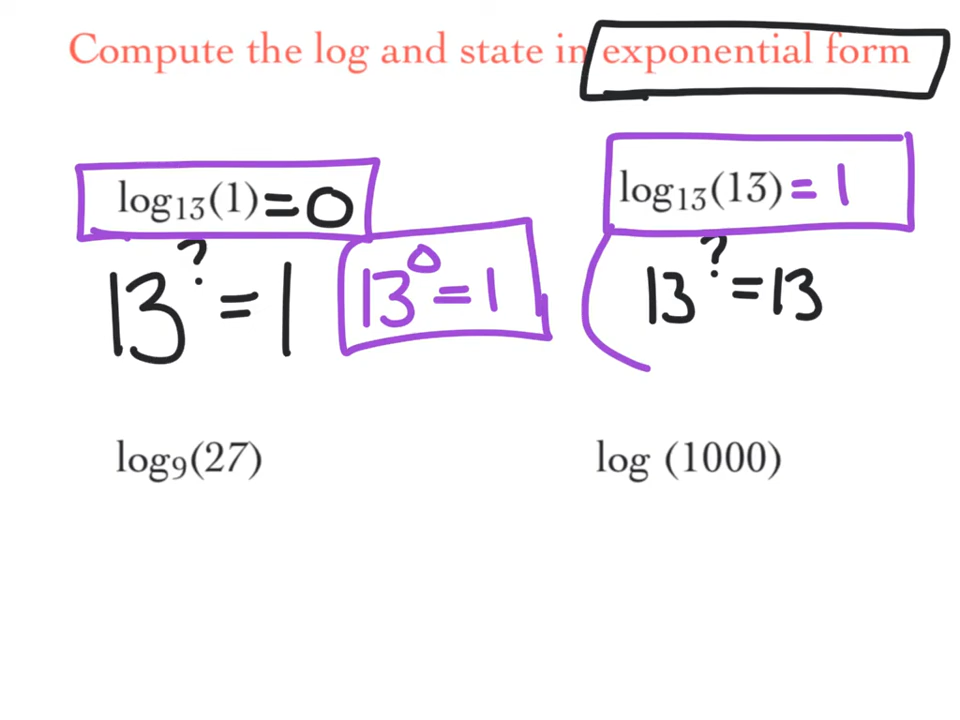 Compute the log and state in exponential form
log₁₃(1) = 0
log₁₃(13) = 1
13^? = 1
13⁰ = 1
13^? = 13
log₉(27)
log (1000)